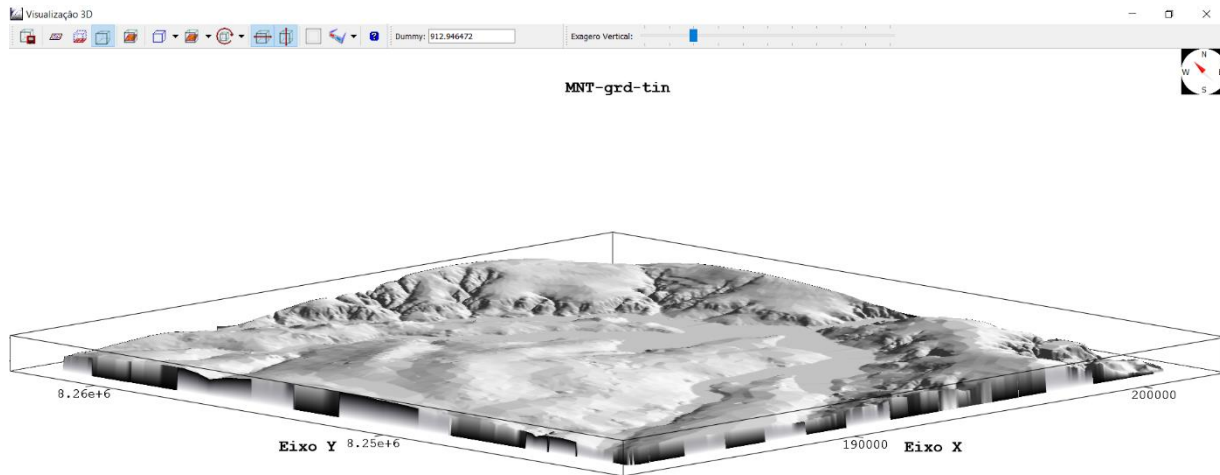 Visualização 3D
Dummy: 912.946472 Exagero Vertical:
MNT-grd-tin
N
W
S
8.26e+6
Eixo Y 8.25e+6
190000 Eixo X
200000